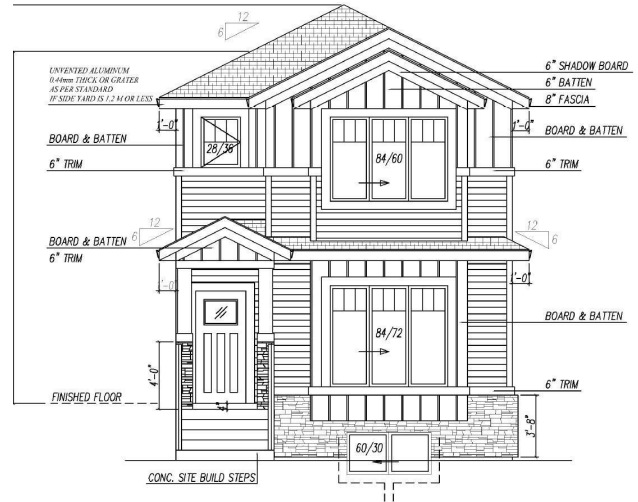 12
6
UNVENTED ALUMINUM
0.44mm THICK OR GRATER
AS PER STANDARD
IF SIDE YARD IS 1.2 M OR LESS
6" SHADOW BOARD
6" BATTEN
8" FASCIA
1'-0"
1'-0"
BOARD & BATTEN
BOARD & BATTEN
28/36
84/60
6" TRIM
6" TRIM
12
6
12
6
BOARD & BATTEN
6" TRIM
1'-0"
1'-0"
BOARD & BATTEN
84/72
4'-0"
6" TRIM
FINISHED FLOOR
4"
3'-8"
60/30
CONC. SITE BUILD STEPS